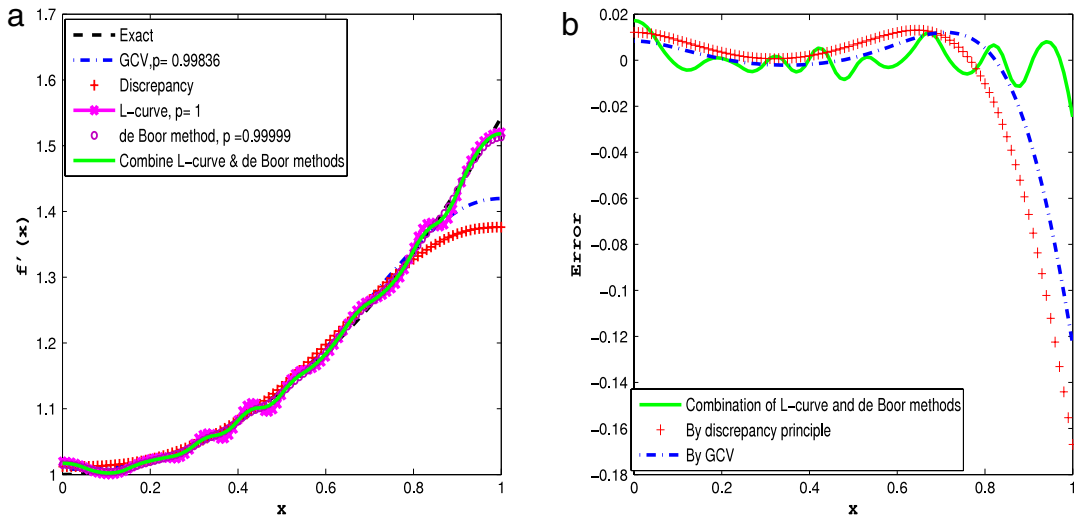 a
Exact
GCV,p= 0.99836
Discrepancy
L-curve, p= 1
de Boor method, p =0.99999
Combine L-curve & de Boor methods
1.7
1.6
1.5
1.4
1.3
1.2
1.1
1
f'(x)
0
0.2
0.4
0.6
0.8
1
x
b
0.02
0
−0.02
−0.04
−0.06
−0.08
−0.1
−0.12
−0.14
−0.16
−0.18
Error
Combination of L-curve and de Boor methods
By discrepancy principle
By GCV
0
0.2
0.4
0.6
0.8
1
x